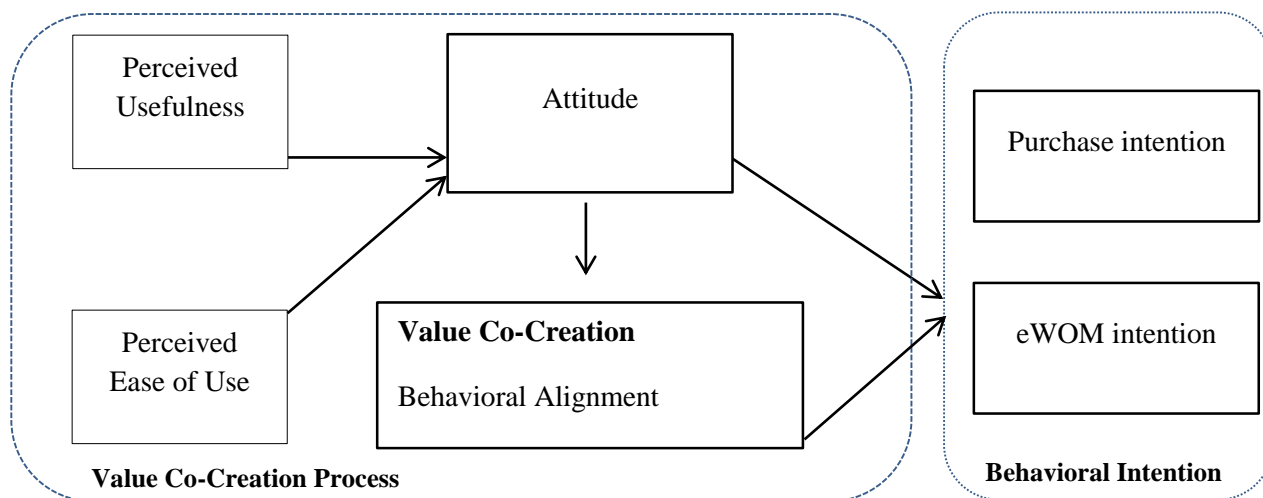 Perceived
Usefulness
Attitude
Purchase intention
Perceived
Ease of Use
Value Co-Creation
Behavioral Alignment
eWOM intention
Value Co-Creation Process
Behavioral Intention